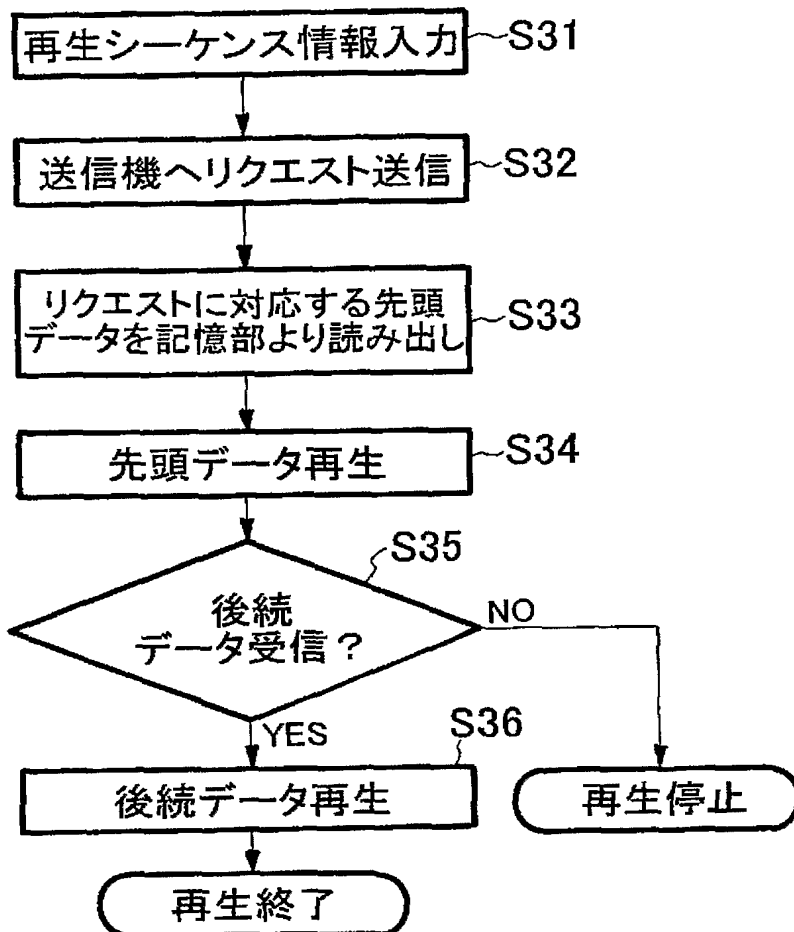 再生シーケンス情報入力
S31
送信機へリクエスト送信
S32
リクエストに対応する先頭
データを記憶部より読み出し
S33
先頭データ再生
S34
S35
後続
データ受信？
NO
YES
S36
後続データ再生
再生停止
再生終了